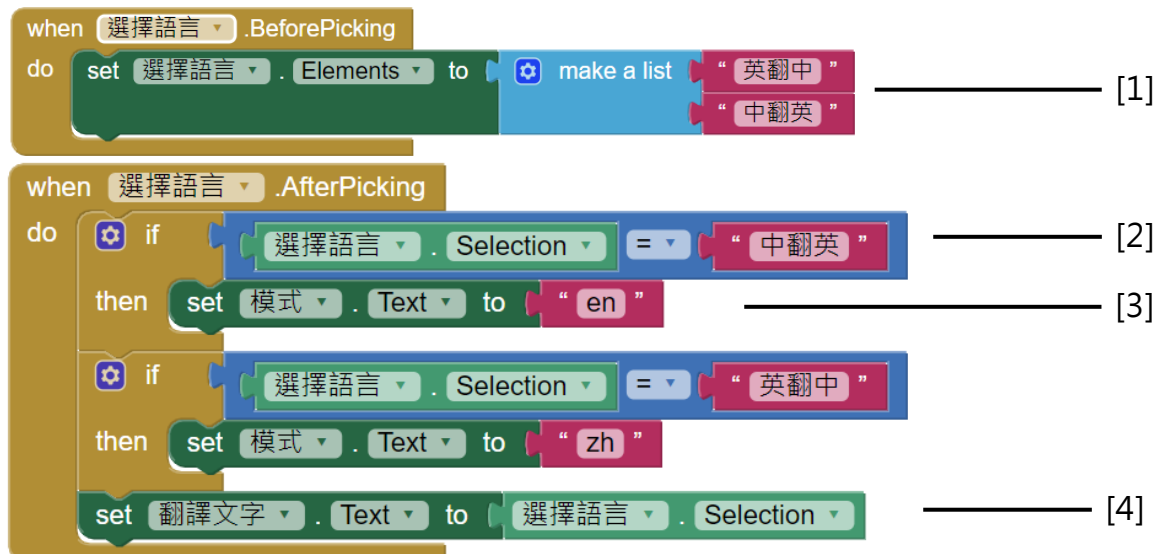 when 選擇語言 .BeforePicking
do set 選擇語言 . Elements to make a list " 英翻中 " [1]
" 中翻英 "
when 選擇語言 .AfterPicking
do if 選擇語言 . Selection = " 中翻英 " [2]
then set 模式 . Text to " en " [3]
if 選擇語言 . Selection = " 英翻中 "
then set 模式 . Text to " zh "
set 翻譯文字 . Text to 選擇語言 . Selection [4]